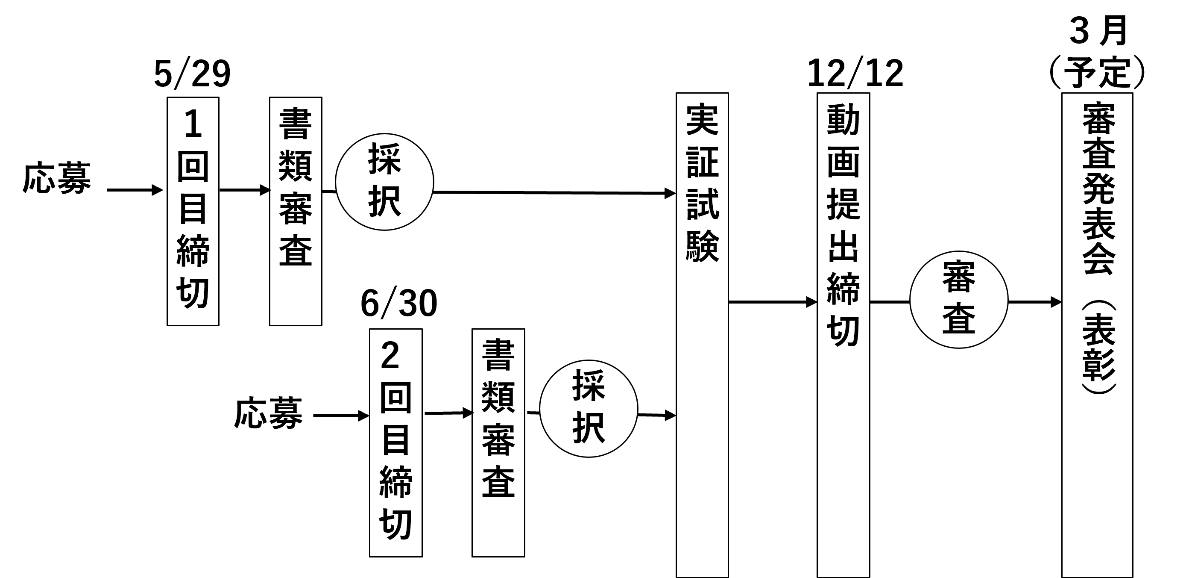 応募
5/29
1回目締切
書類審査
採択
応募
6/30
2回目締切
書類審査
採択
実証試験
12/12
動画提出締切
審査
3月
（予定）
審査発表会（表彰）